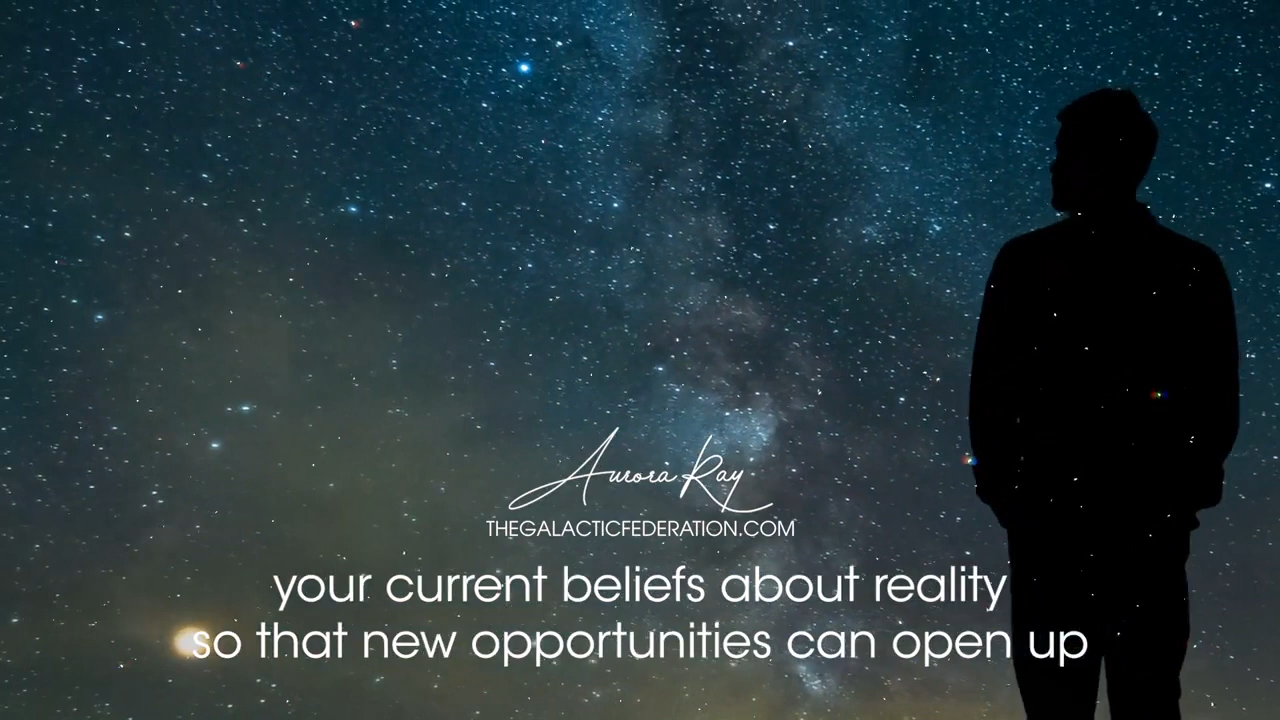 Aurora Ray
THEGALACTICFEDERATION.COM
your current beliefs about reality
so that new opportunities can open up